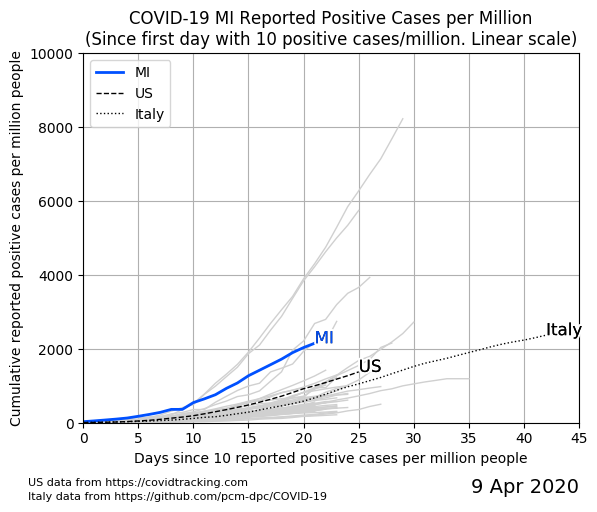 COVID-19 MI Reported Positive Cases per Million
(Since first day with 10 positive cases/million. Linear scale)
Cumulative reported positive cases per million people
10000
8000
6000
4000
2000
0
MI
US
Italy
MI
US
Italy
0 5 10 15 20 25 30 35 40 45
Days since 10 reported positive cases per million people
US data from https://covidtracking.com
Italy data from https://github.com/pcm-dpc/COVID-19
9 Apr 2020